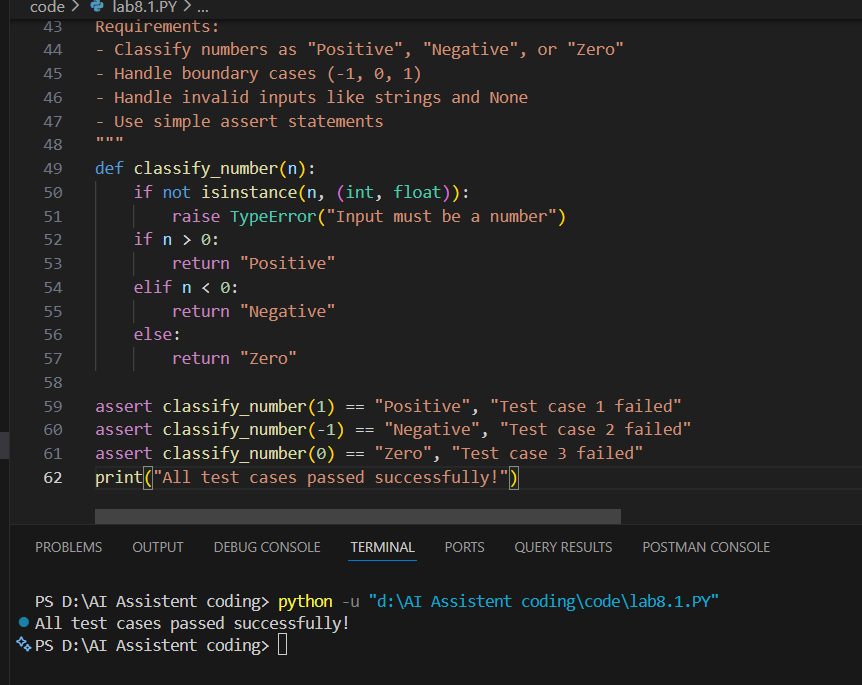 code > lab8.1.PY > ...
43 Requirements:
44 - Classify numbers as "Positive", "Negative", or "Zero"
45 - Handle boundary cases (-1, 0, 1)
46 - Handle invalid inputs like strings and None
47 - Use simple assert statements
48 """
49 def classify_number(n):
50     if not isinstance(n, (int, float)):
51         raise TypeError("Input must be a number")
52     if n > 0:
53         return "Positive"
54     elif n < 0:
55         return "Negative"
56     else:
57         return "Zero"
58
59 assert classify_number(1) == "Positive", "Test case 1 failed"
60 assert classify_number(-1) == "Negative", "Test case 2 failed"
61 assert classify_number(0) == "Zero", "Test case 3 failed"
62 print("All test cases passed successfully!")
PROBLEMS OUTPUT DEBUG CONSOLE TERMINAL PORTS QUERY RESULTS POSTMAN CONSOLE
PS D:\AI Assistent coding> python -u "d:\AI Assistent coding\code\lab8.1.PY"
All test cases passed successfully!
PS D:\AI Assistent coding>